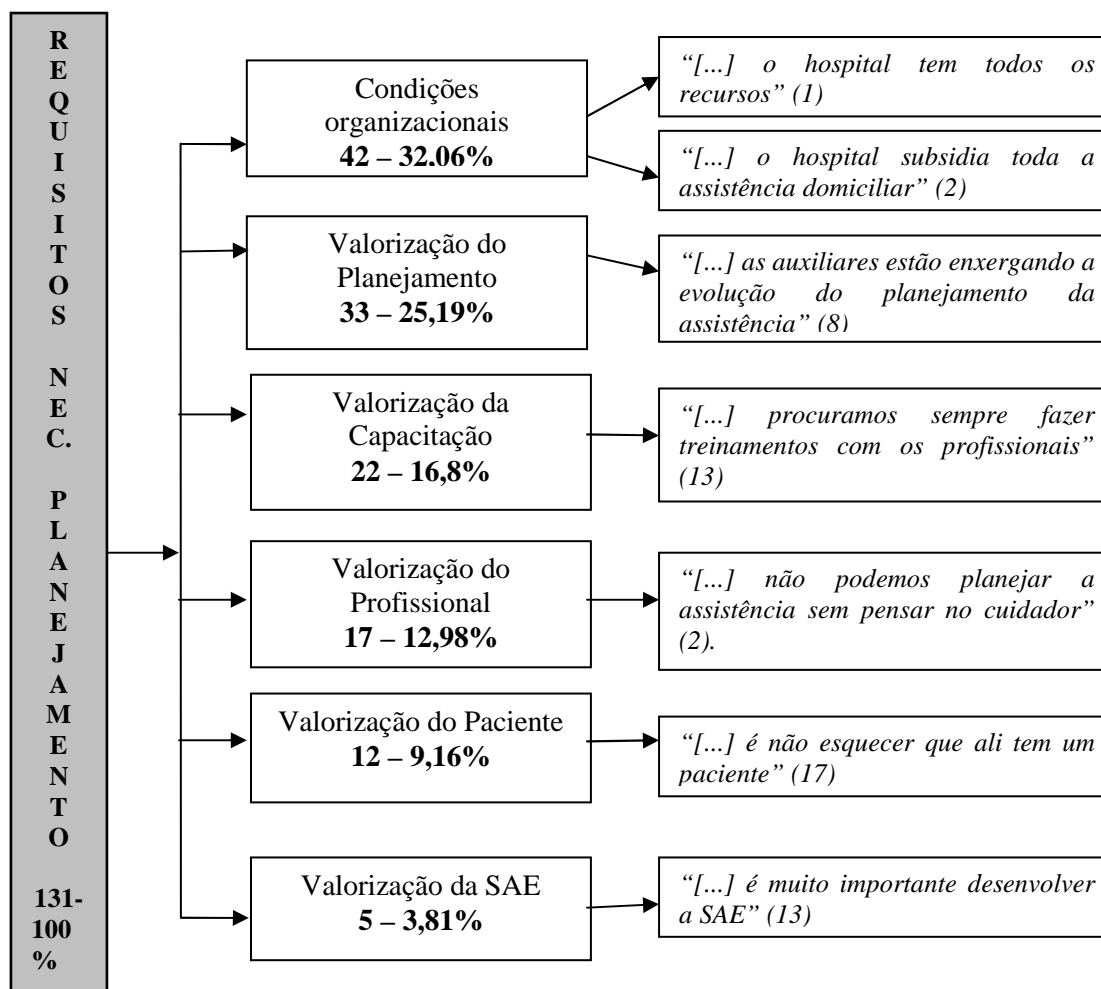 R
E
Q
U
I
S
I
T
O
S
N
E
C.
P
L
A
N
E
J
A
M
E
N
T
O
131-
100
%
Condições
organizacionais
42 – 32,06%
“[...] o hospital tem todos os
recursos” (1)
“[...] o hospital subsidia toda a
assistência domiciliar” (2)
Valorização do
Planejamento
33 – 25,19%
“[...] as auxiliares estão enxergando a
evolução do planejamento da
assistência” (8)
Valorização da
Capacitação
22 – 16,8%
“[...] procuramos sempre fazer
treinamentos com os profissionais”
(13)
Valorização do
Profissional
17 – 12,98%
“[...] não podemos planejar a
assistência sem pensar no cuidador”
(2).
Valorização do Paciente
12 – 9,16%
“[...] é não esquecer que ali tem um
paciente” (17)
Valorização da SAE
5 – 3,81%
“[...] é muito importante desenvolver
a SAE” (13)